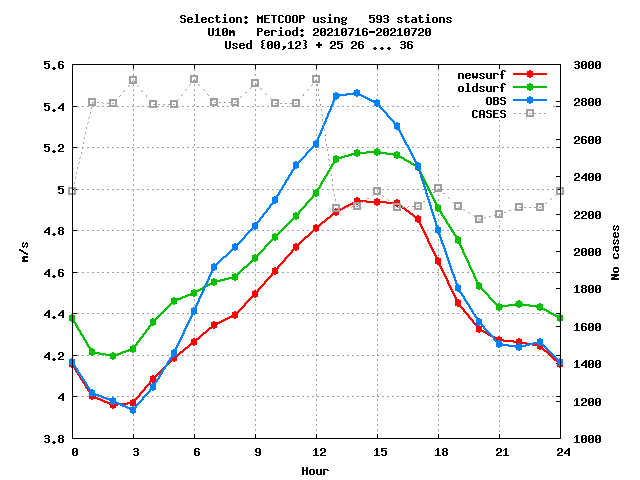 Selection: METCOOP using   593 stations
U10m   Period: 20210716-20210720
Used {00,12} + 25 26 ... 36
newsurf
oldsurf
OBS
CASES
5.6
5.4
5.2
5
4.8
4.6
4.4
4.2
4
3.8
m/s
3000
2800
2600
2400
2200
2000
1800
1600
1400
1200
1000
No cases
0 3 6 9 12 15 18 21 24
Hour